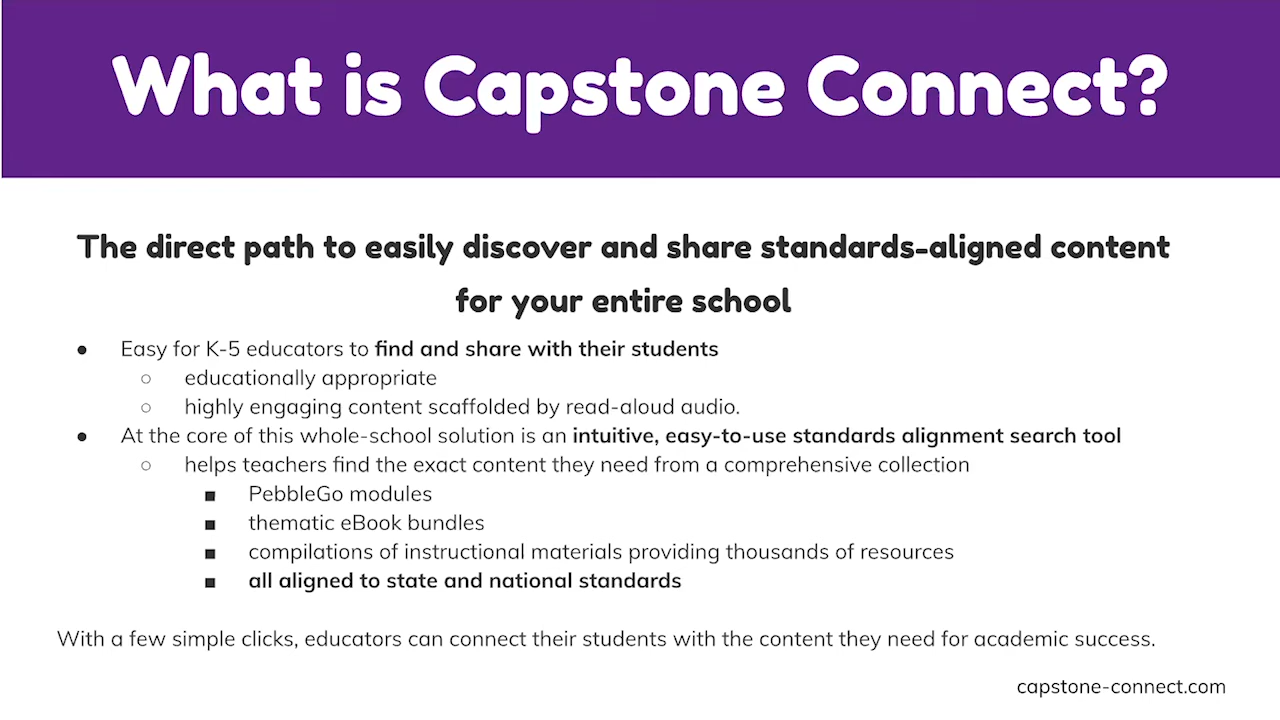 What is Capstone Connect?
The direct path to easily discover and share standards-aligned content
for your entire school
● Easy for K-5 educators to find and share with their students
○ educationally appropriate
○ highly engaging content scaffolded by read-aloud audio.
● At the core of this whole-school solution is an intuitive, easy-to-use standards alignment search tool
○ helps teachers find the exact content they need from a comprehensive collection
■ PebbleGo modules
■ thematic eBook bundles
■ compilations of instructional materials providing thousands of resources
■ all aligned to state and national standards
With a few simple clicks, educators can connect their students with the content they need for academic success.
capstone-connect.com